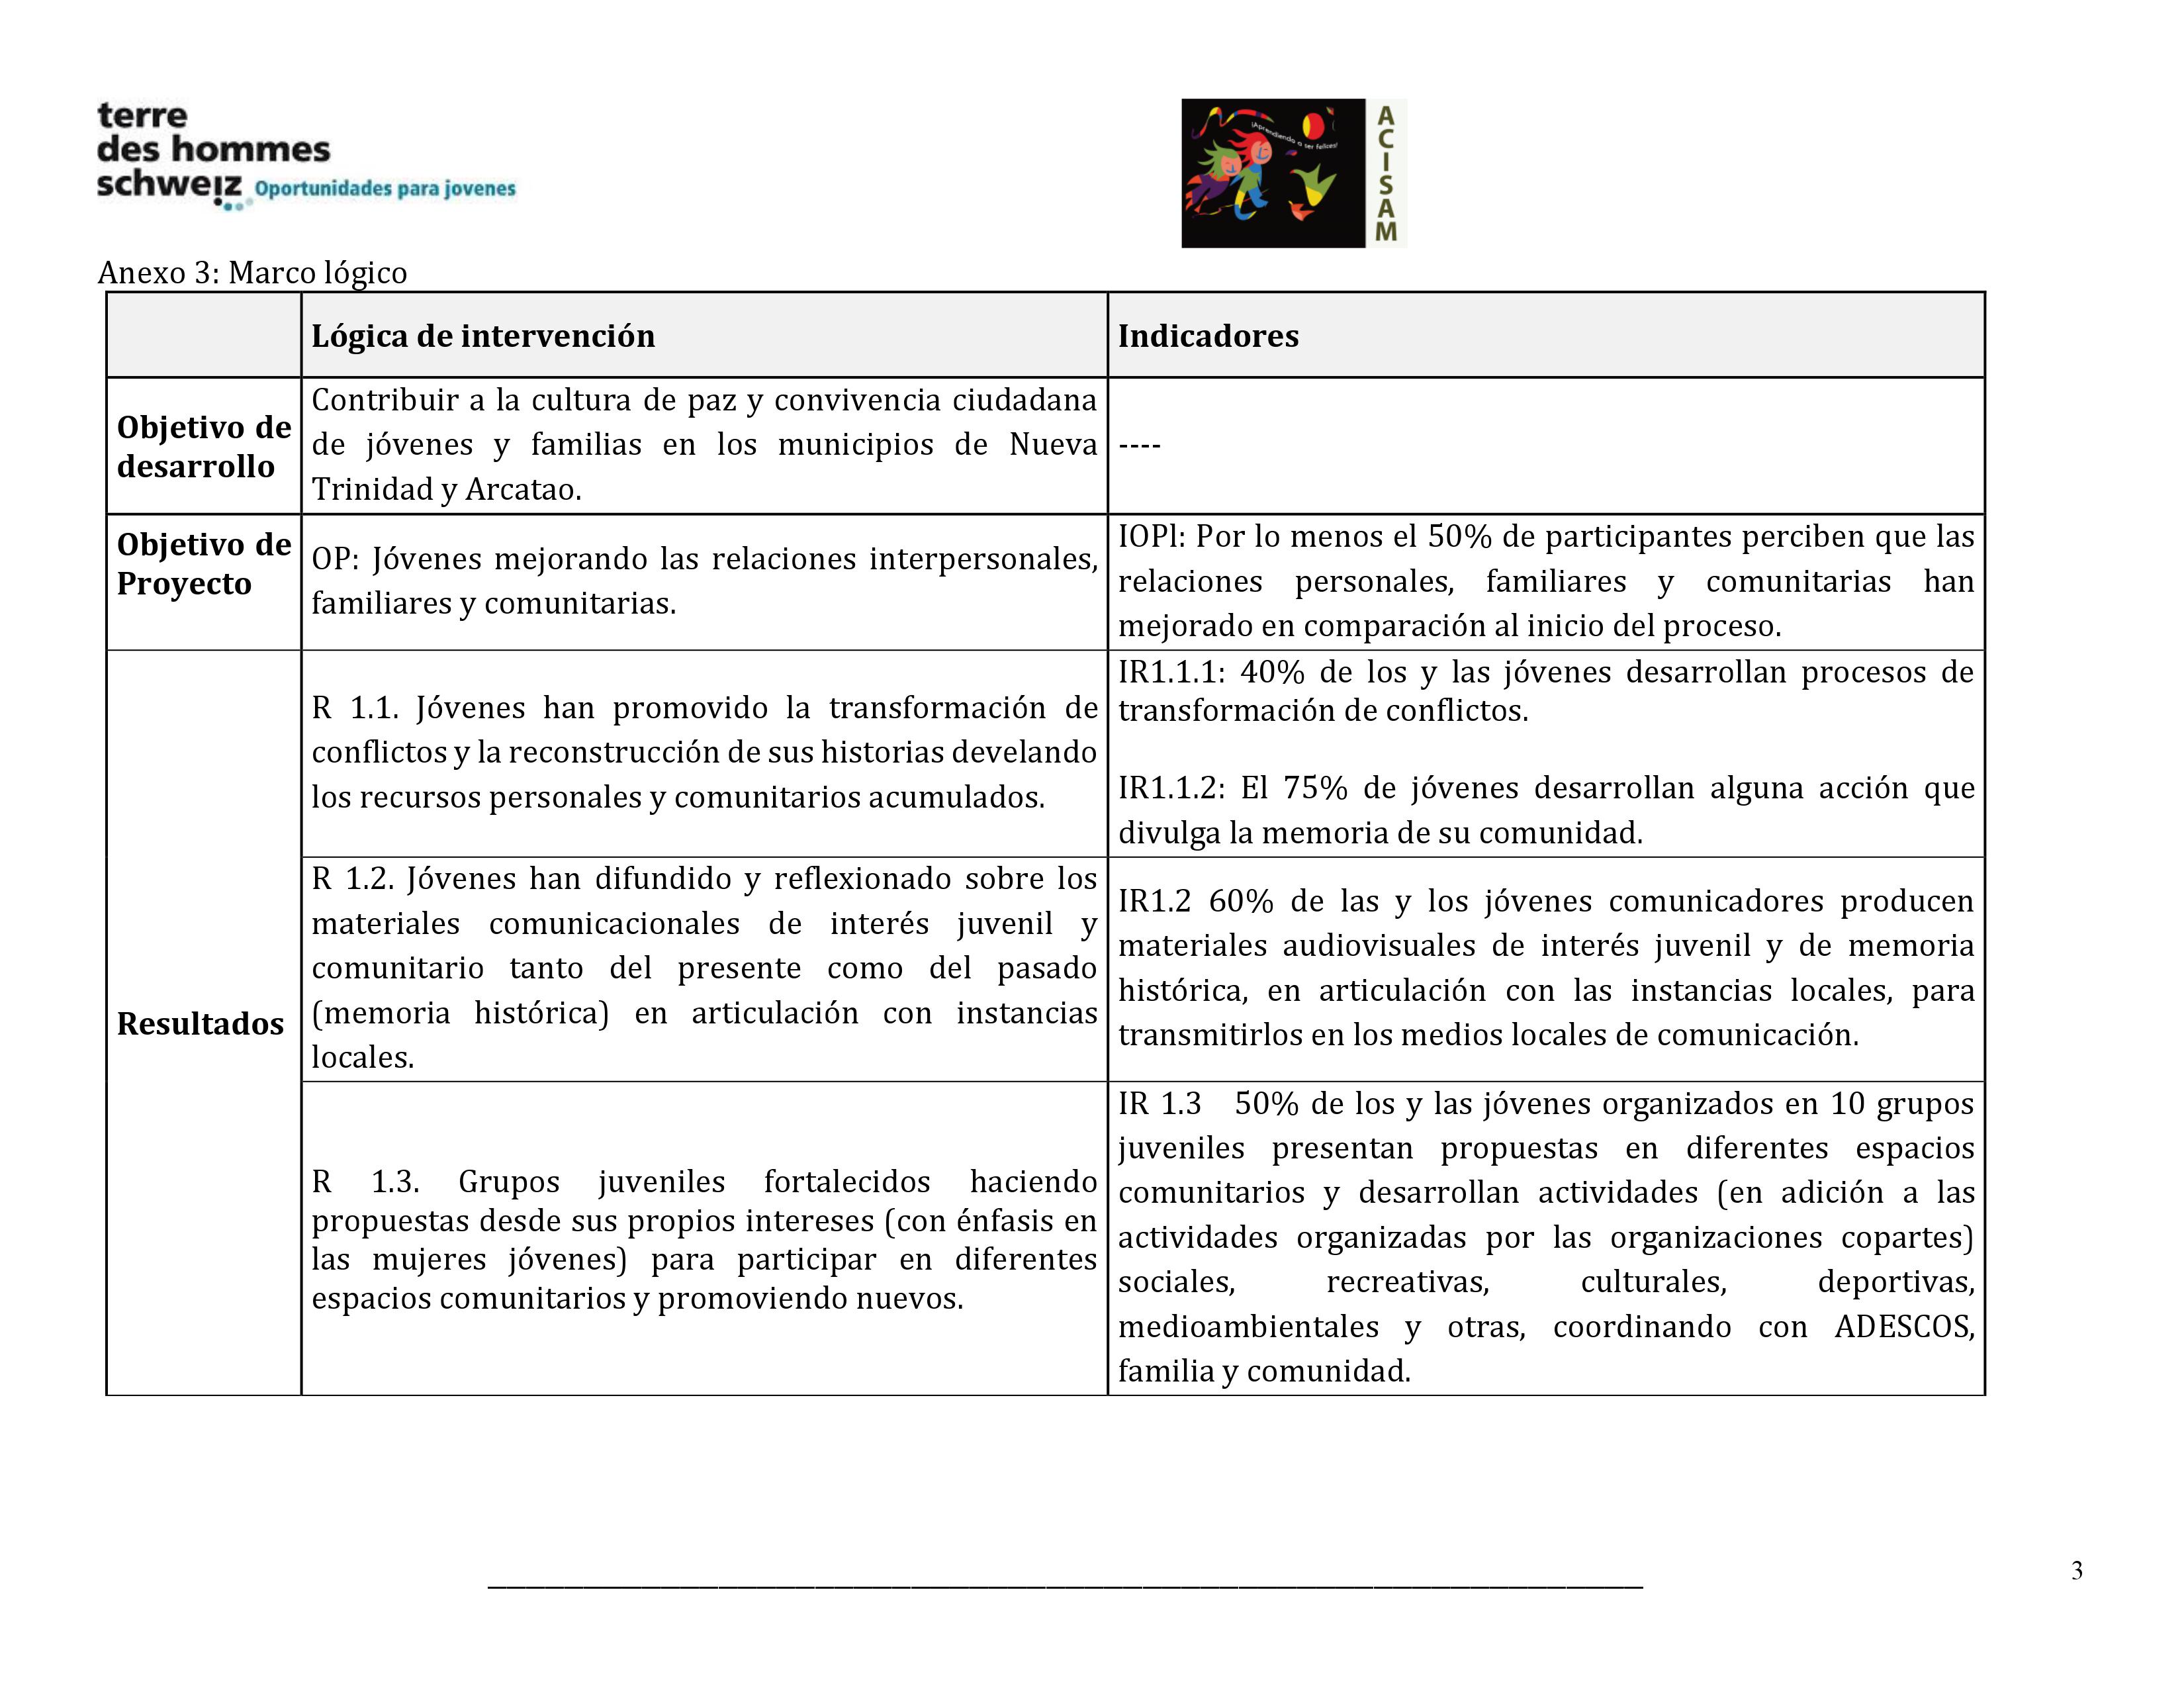 terre
des hommes
schweiz Oportunidades para jovenes
¡Aprendiendo a ser felices!
A
C
I
S
A
M
Anexo 3: Marco lógico
Lógica de intervención
Indicadores
Objetivo de
desarrollo
Contribuir a la cultura de paz y convivencia ciudadana
de jóvenes y familias en los municipios de Nueva
Trinidad y Arcatao.
----
Objetivo de
Proyecto
OP: Jóvenes mejorando las relaciones interpersonales,
familiares y comunitarias.
IOPl: Por lo menos el 50% de participantes perciben que las
relaciones personales, familiares y comunitarias han
mejorado en comparación al inicio del proceso.
Resultados
R 1.1. Jóvenes han promovido la transformación de
conflictos y la reconstrucción de sus historias develando
los recursos personales y comunitarios acumulados.
IR1.1.1: 40% de los y las jóvenes desarrollan procesos de
transformación de conflictos.
IR1.1.2: El 75% de jóvenes desarrollan alguna acción que
divulga la memoria de su comunidad.
R 1.2. Jóvenes han difundido y reflexionado sobre los
materiales comunicacionales de interés juvenil y
comunitario tanto del presente como del pasado
(memoria histórica) en articulación con instancias
locales.
IR1.2 60% de las y los jóvenes comunicadores producen
materiales audiovisuales de interés juvenil y de memoria
histórica, en articulación con las instancias locales, para
transmitirlos en los medios locales de comunicación.
R 1.3. Grupos juveniles fortalecidos haciendo
propuestas desde sus propios intereses (con énfasis en
las mujeres jóvenes) para participar en diferentes
espacios comunitarios y promoviendo nuevos.
IR 1.3 50% de los y las jóvenes organizados en 10 grupos
juveniles presentan propuestas en diferentes espacios
comunitarios y desarrollan actividades (en adición a las
actividades organizadas por las organizaciones copartes)
sociales, recreativas, culturales, deportivas,
medioambientales y otras, coordinando con ADESCOS,
familia y comunidad.
3